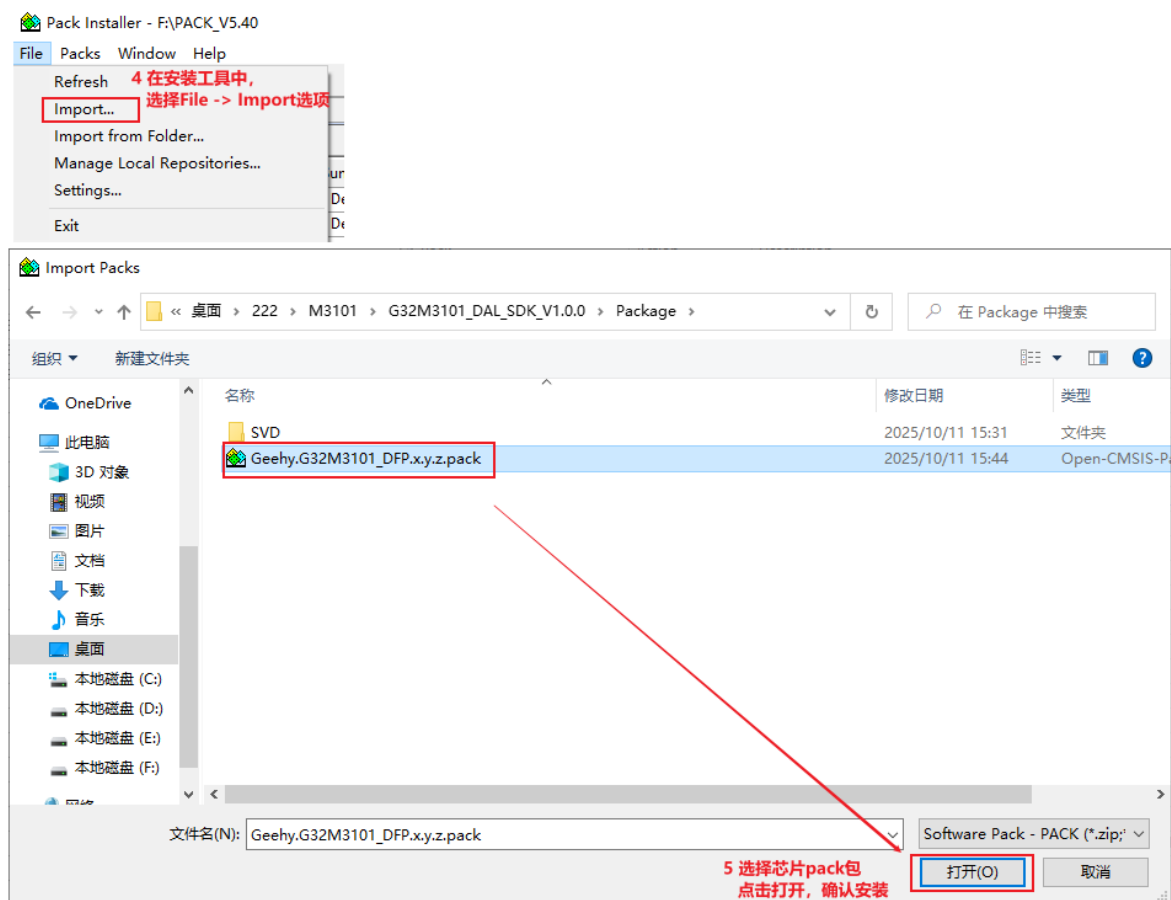 Pack Installer - F:\PACK_V5.40
File Packs Window Help
Refresh
4 在安装工具中，
选择File -> Import选项
Import...
Import from Folder...
Manage Local Repositories...
Settings...
Exit
Import Packs
« 桌面 › 222 › M3101 › G32M3101_DAL_SDK_V1.0.0 › Package ›
在 Package 中搜索
组织 新建文件夹
名称 修改日期 类型
OneDrive
此电脑
3D 对象
视频
图片
文档
下载
音乐
桌面
本地磁盘 (C:)
本地磁盘 (D:)
本地磁盘 (E:)
本地磁盘 (F:)
SVD 2025/10/11 15:31 文件夹
Geehy.G32M3101_DFP.x.y.z.pack 2025/10/11 15:44 Open-CMSIS-Pa
文件名(N): Geehy.G32M3101_DFP.x.y.z.pack Software Pack - PACK (*.zip;
5 选择芯片pack包
点击打开，确认安装
打开(O) 取消